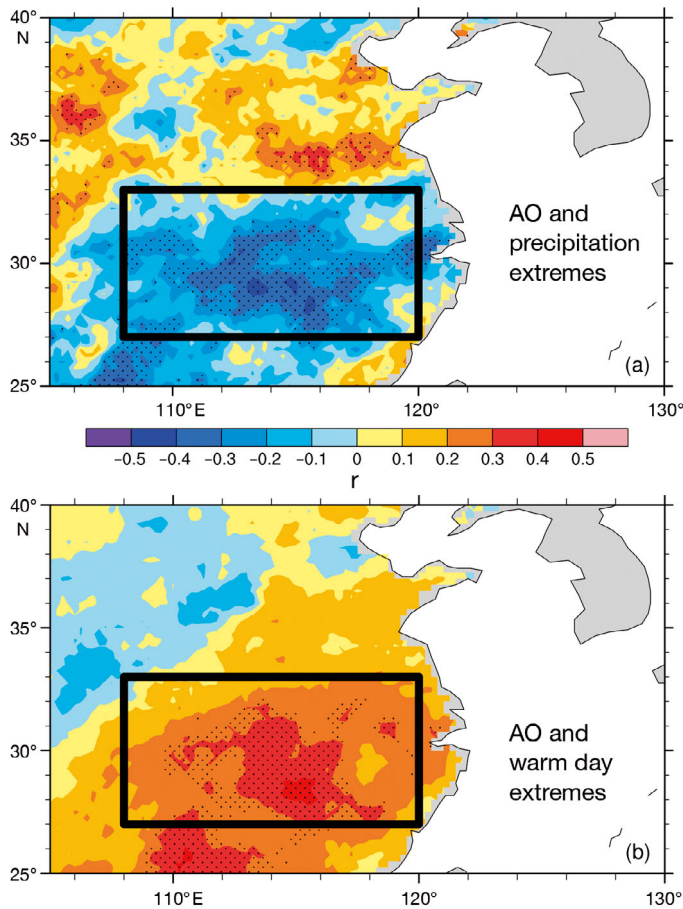 40°
N
35°
30°
25°
AO and
precipitation
extremes
(a)
110°E 120° 130°
−0.5 −0.4 −0.3 −0.2 −0.1 0 0.1 0.2 0.3 0.4 0.5
r
40°
N
35°
30°
25°
AO and
warm day
extremes
(b)
110°E 120° 130°